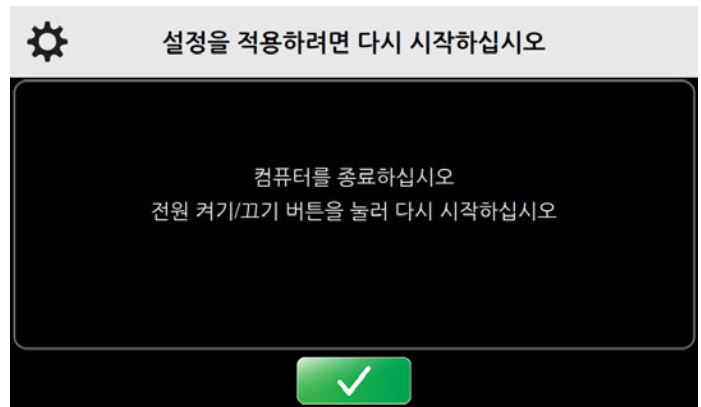 설정을 적용하려면 다시 시작하십시오
컴퓨터를 종료하십시오
전원 켜기/끄기 버튼을 눌러 다시 시작하십시오